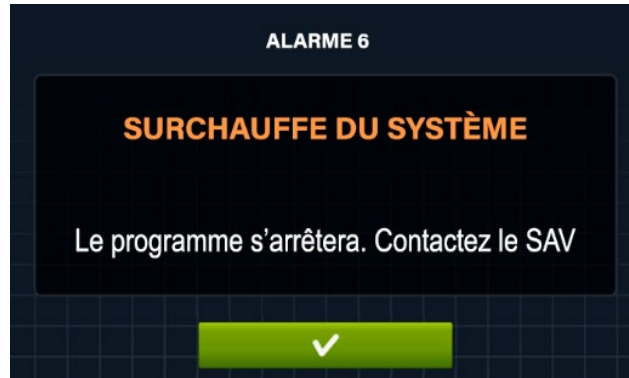 ALARME 6
SURCHAUFFE DU SYSTÈME
Le programme s’arrêtera. Contactez le SAV